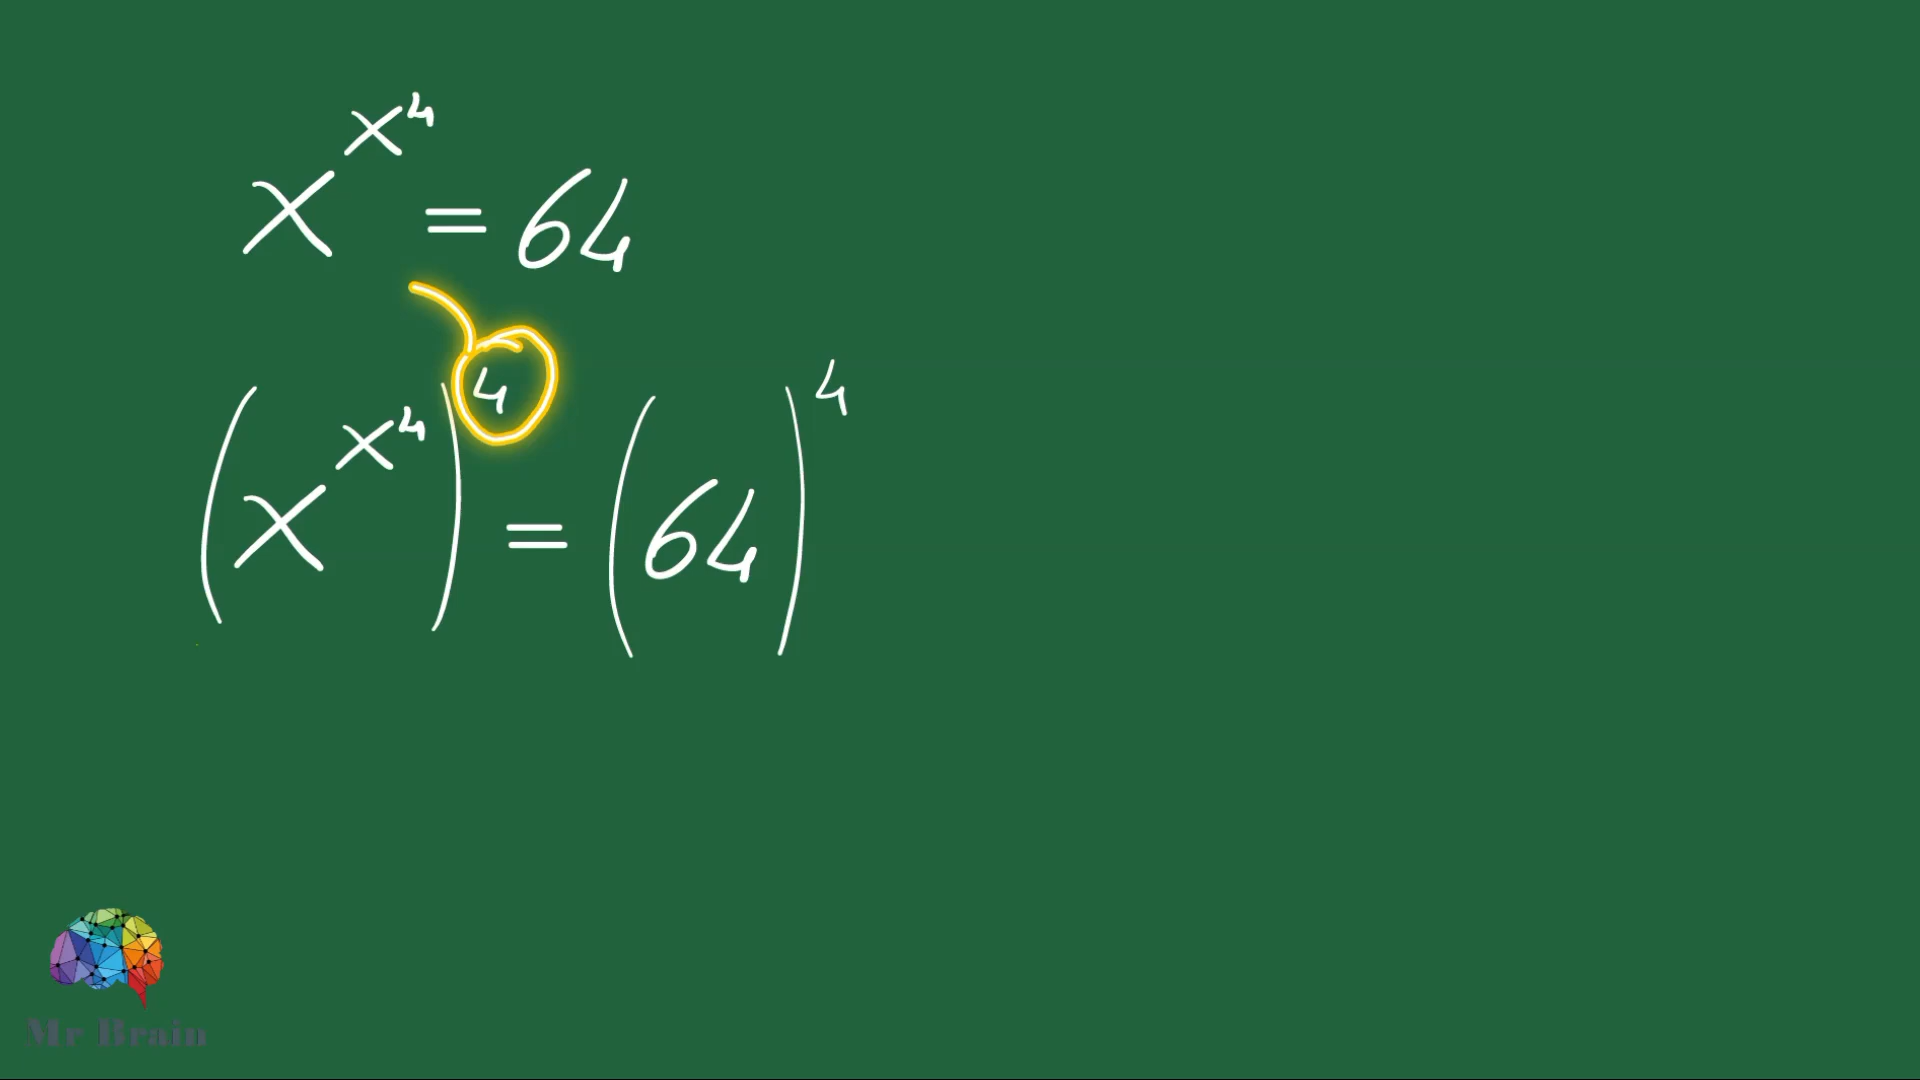 x^{x^4} = 64
(x^{x^4})^4 = (64)^4
Mr Brain